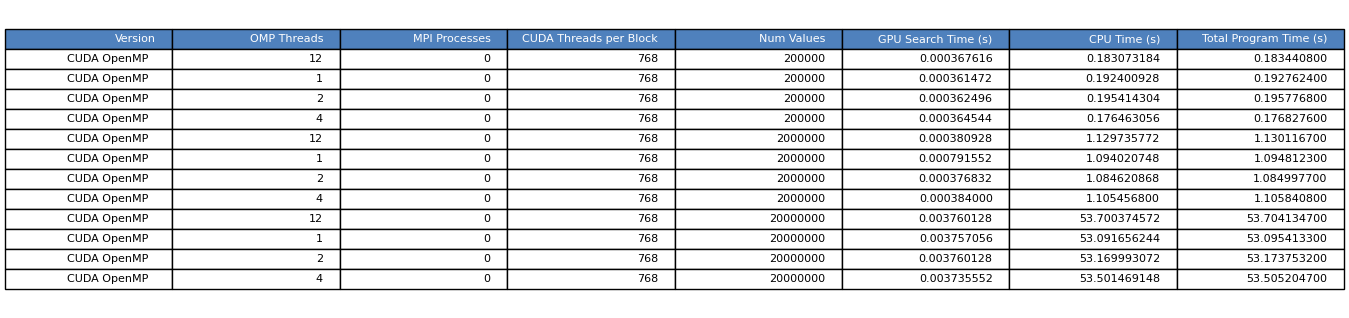 Version OMP Threads MPI Processes CUDA Threads per Block Num Values GPU Search Time (s) CPU Time (s) Total Program Time (s)
CUDA OpenMP 12 0 768 200000 0.000367616 0.183073184 0.183440800
CUDA OpenMP 1 0 768 200000 0.000361472 0.192400928 0.192762400
CUDA OpenMP 2 0 768 200000 0.000362496 0.195414304 0.195776800
CUDA OpenMP 4 0 768 200000 0.000364544 0.176463056 0.176827600
CUDA OpenMP 12 0 768 2000000 0.000380928 1.129735772 1.130116700
CUDA OpenMP 1 0 768 2000000 0.000791552 1.094020748 1.094812300
CUDA OpenMP 2 0 768 2000000 0.000376832 1.084620868 1.084997700
CUDA OpenMP 4 0 768 2000000 0.000384000 1.105456800 1.105840800
CUDA OpenMP 12 0 768 20000000 0.003760128 53.700374572 53.704134700
CUDA OpenMP 1 0 768 20000000 0.003757056 53.091656244 53.095413300
CUDA OpenMP 2 0 768 20000000 0.003760128 53.169993072 53.173753200
CUDA OpenMP 4 0 768 20000000 0.003735552 53.501469148 53.505204700